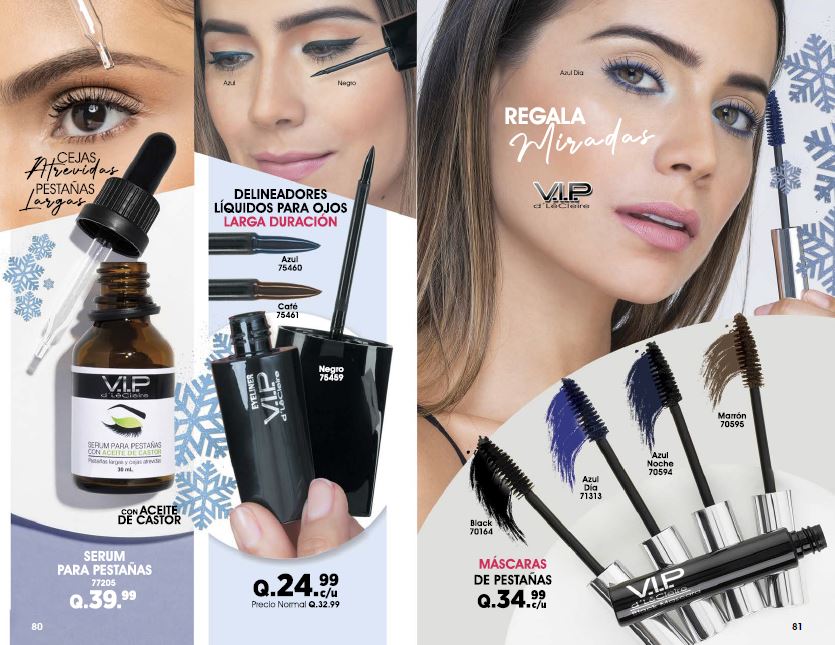 CEJAS
Atrevidas
PESTAÑAS
Largas
V.I.P
d'LeClaire
SERUM PARA PESTAÑAS
CON ACEITE DE CASTOR
Pestañas largas y cejas atrevidas
30 mL.
CON ACEITE
DE CASTOR
SERUM
PARA PESTAÑAS
77205
Q.39.99
80
Azul
Negro
DELINEADORES
LÍQUIDOS PARA OJOS
LARGA DURACIÓN
Azul
75460
Café
75461
Negro
75459
EYELINER
V.I.P
d'LeClaire
Q.24.99
c/u
Precio Normal Q.32.99
Azul Día
REGALA
Miradas
V.I.P
d'LeClaire
Marrón
70595
Azul
Noche
70594
Azul
Día
71313
Black
70164
MÁSCARAS
DE PESTAÑAS
Q.34.99
c/u
V.I.P
d'LeClaire
Black Mascara
81